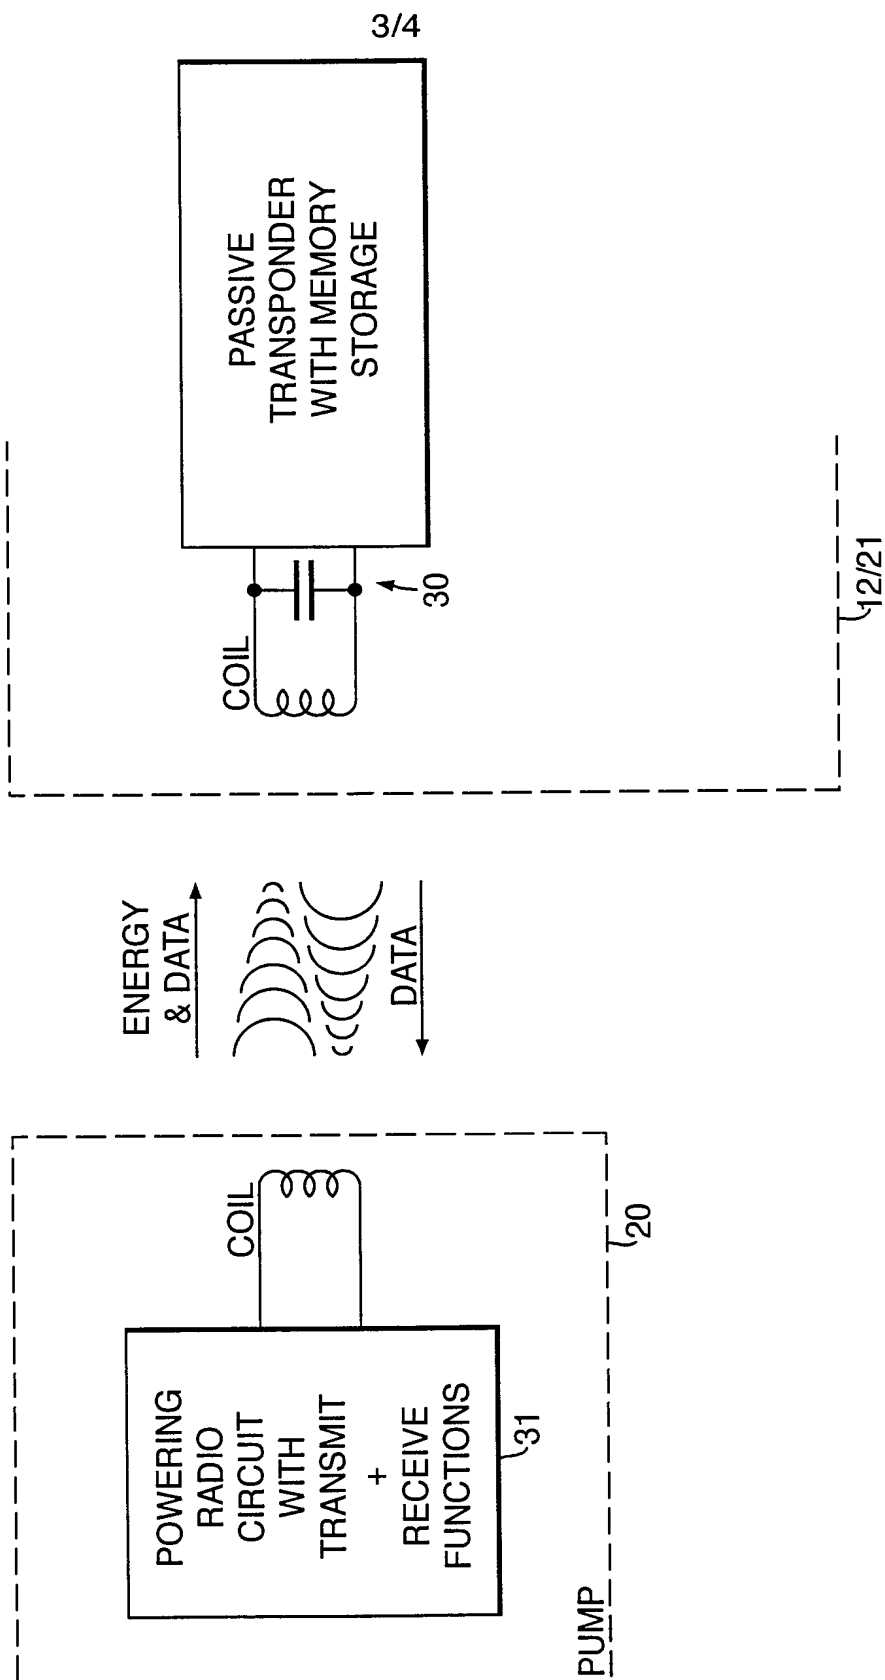 3/4
PASSIVE
TRANSPONDER
WITH MEMORY
STORAGE
COIL
30
12/21
ENERGY
& DATA
DATA
COIL
20
POWERING
RADIO
CIRCUIT
WITH
TRANSMIT
+
RECEIVE
FUNCTIONS
31
PUMP